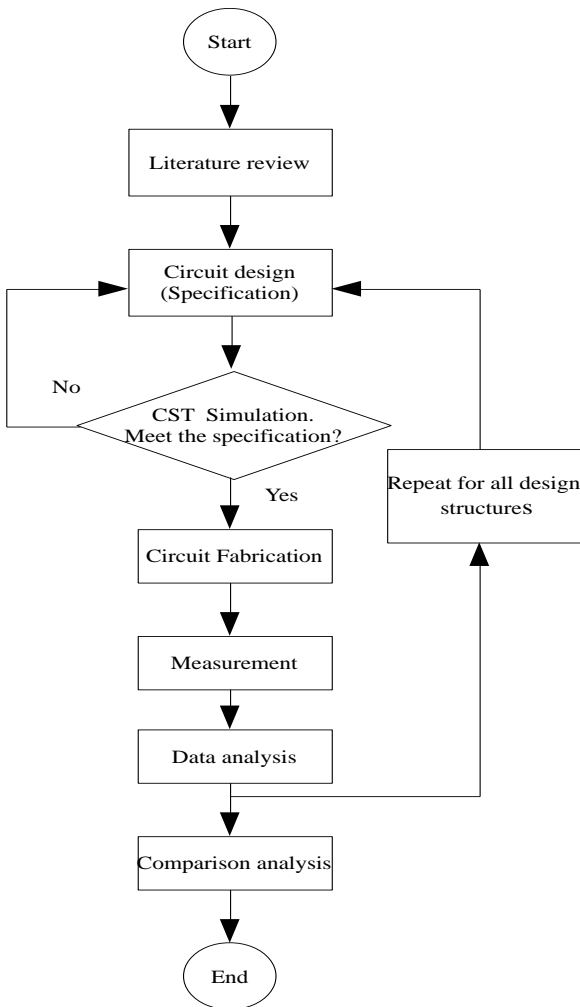 Start
Literature review
Circuit design
(Specification)
No
CST Simulation.
Meet the specification?
Yes
Repeat for all design
structures
Circuit Fabrication
Measurement
Data analysis
Comparison analysis
End